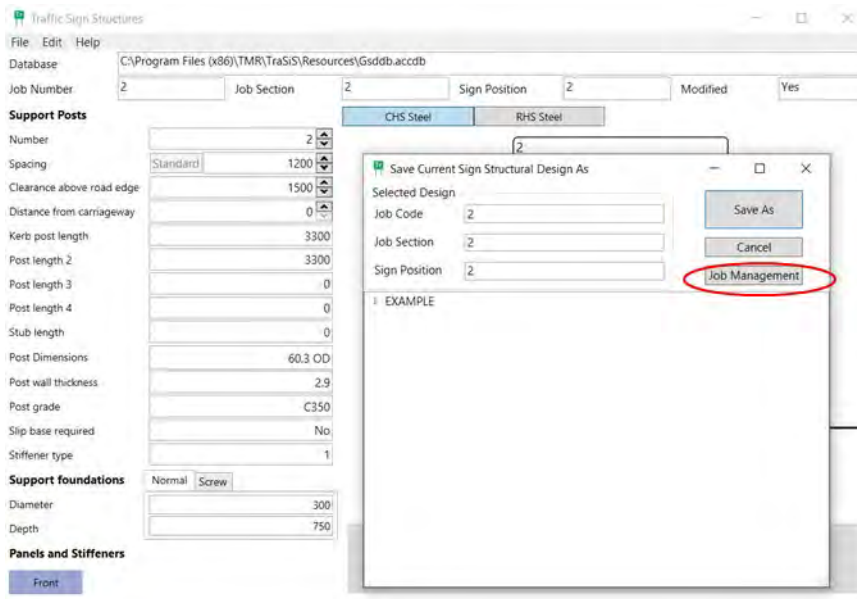 Traffic Sign Structures
File Edit Help
Database C:\Program Files (x86)\TMR\TraSiS\Resources\Gsddb.accdb
Job Number 2 Job Section 2 Sign Position 2 Modified Yes
Support Posts CHS Steel RHS Steel
Number 2
2
Spacing Standard 1200
Clearance above road edge 1500
Distance from carriageway 0
Kerb post length 3300
Post length 2 3300
Post length 3 0
Post length 4 0
Stub length 0
Post Dimensions 60.3 OD
Post wall thickness 2.9
Post grade C350
Slip base required No
Stiffener type 1
Support foundations Normal Screw
Diameter 300
Depth 750
Panels and Stiffeners
Front
Save Current Sign Structural Design As
Selected Design
Job Code 2 Save As
Job Section 2 Cancel
Sign Position 2 Job Management
EXAMPLE